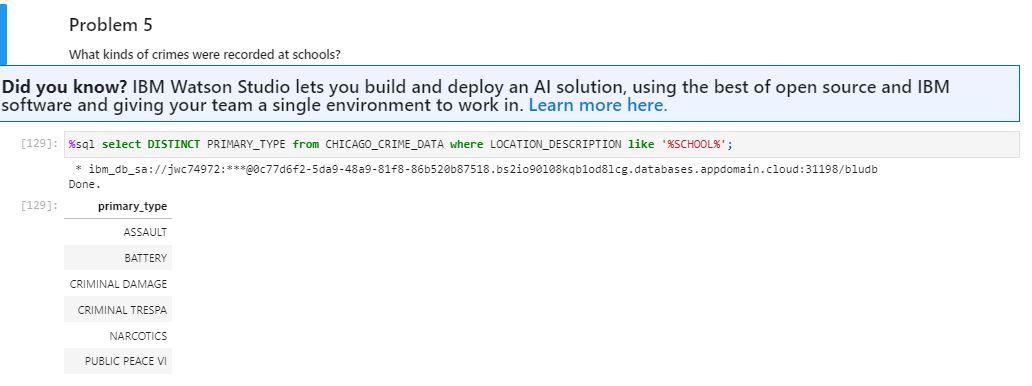 Problem 5
What kinds of crimes were recorded at schools?
Did you know? IBM Watson Studio lets you build and deploy an AI solution, using the best of open source and IBM
software and giving your team a single environment to work in. Learn more here.
[129]: %sql select DISTINCT PRIMARY_TYPE from CHICAGO_CRIME_DATA where LOCATION_DESCRIPTION like '%SCHOOL%';
* ibm_db_sa://jwc74972:***@0c77d6f2-5da9-48a9-81f8-86b520b87518.bs2io90l08kqb1od8lcg.databases.appdomain.cloud:31198/bludb
Done.
[129]: primary_type
ASSAULT
BATTERY
CRIMINAL DAMAGE
CRIMINAL TRESPA
NARCOTICS
PUBLIC PEACE VI